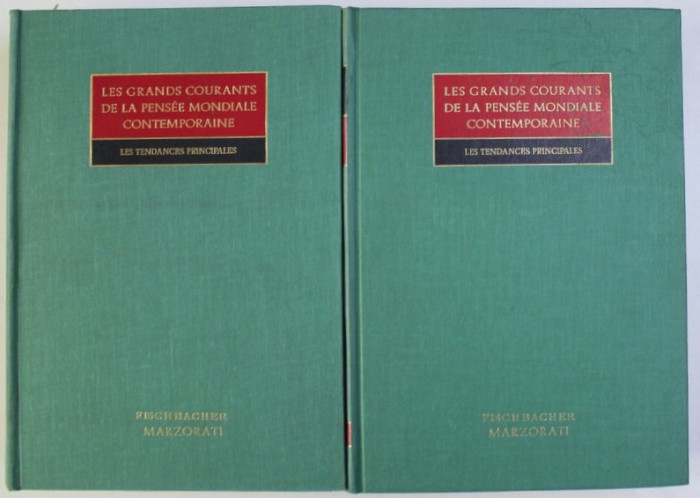 LES GRANDS COURANTS
DE LA PENSÉE MONDIALE
CONTEMPORAINE
LES TENDANCES PRINCIPALES
FISCHBACHER
MARZORATI
LES GRANDS COURANTS
DE LA PENSÉE MONDIALE
CONTEMPORAINE
LES TENDANCES PRINCIPALES
FISCHBACHER
MARZORATI